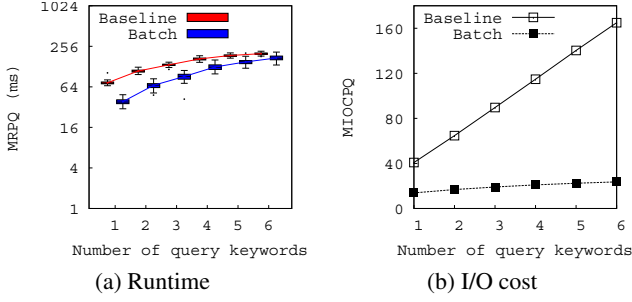 1024
256
64
16
4
1
MRPQ (ms)
Baseline
Batch
1 2 3 4 5 6
Number of query keywords
(a) Runtime
160
120
80
40
0
MIOCPQ
Baseline
Batch
1 2 3 4 5 6
Number of query keywords
(b) I/O cost